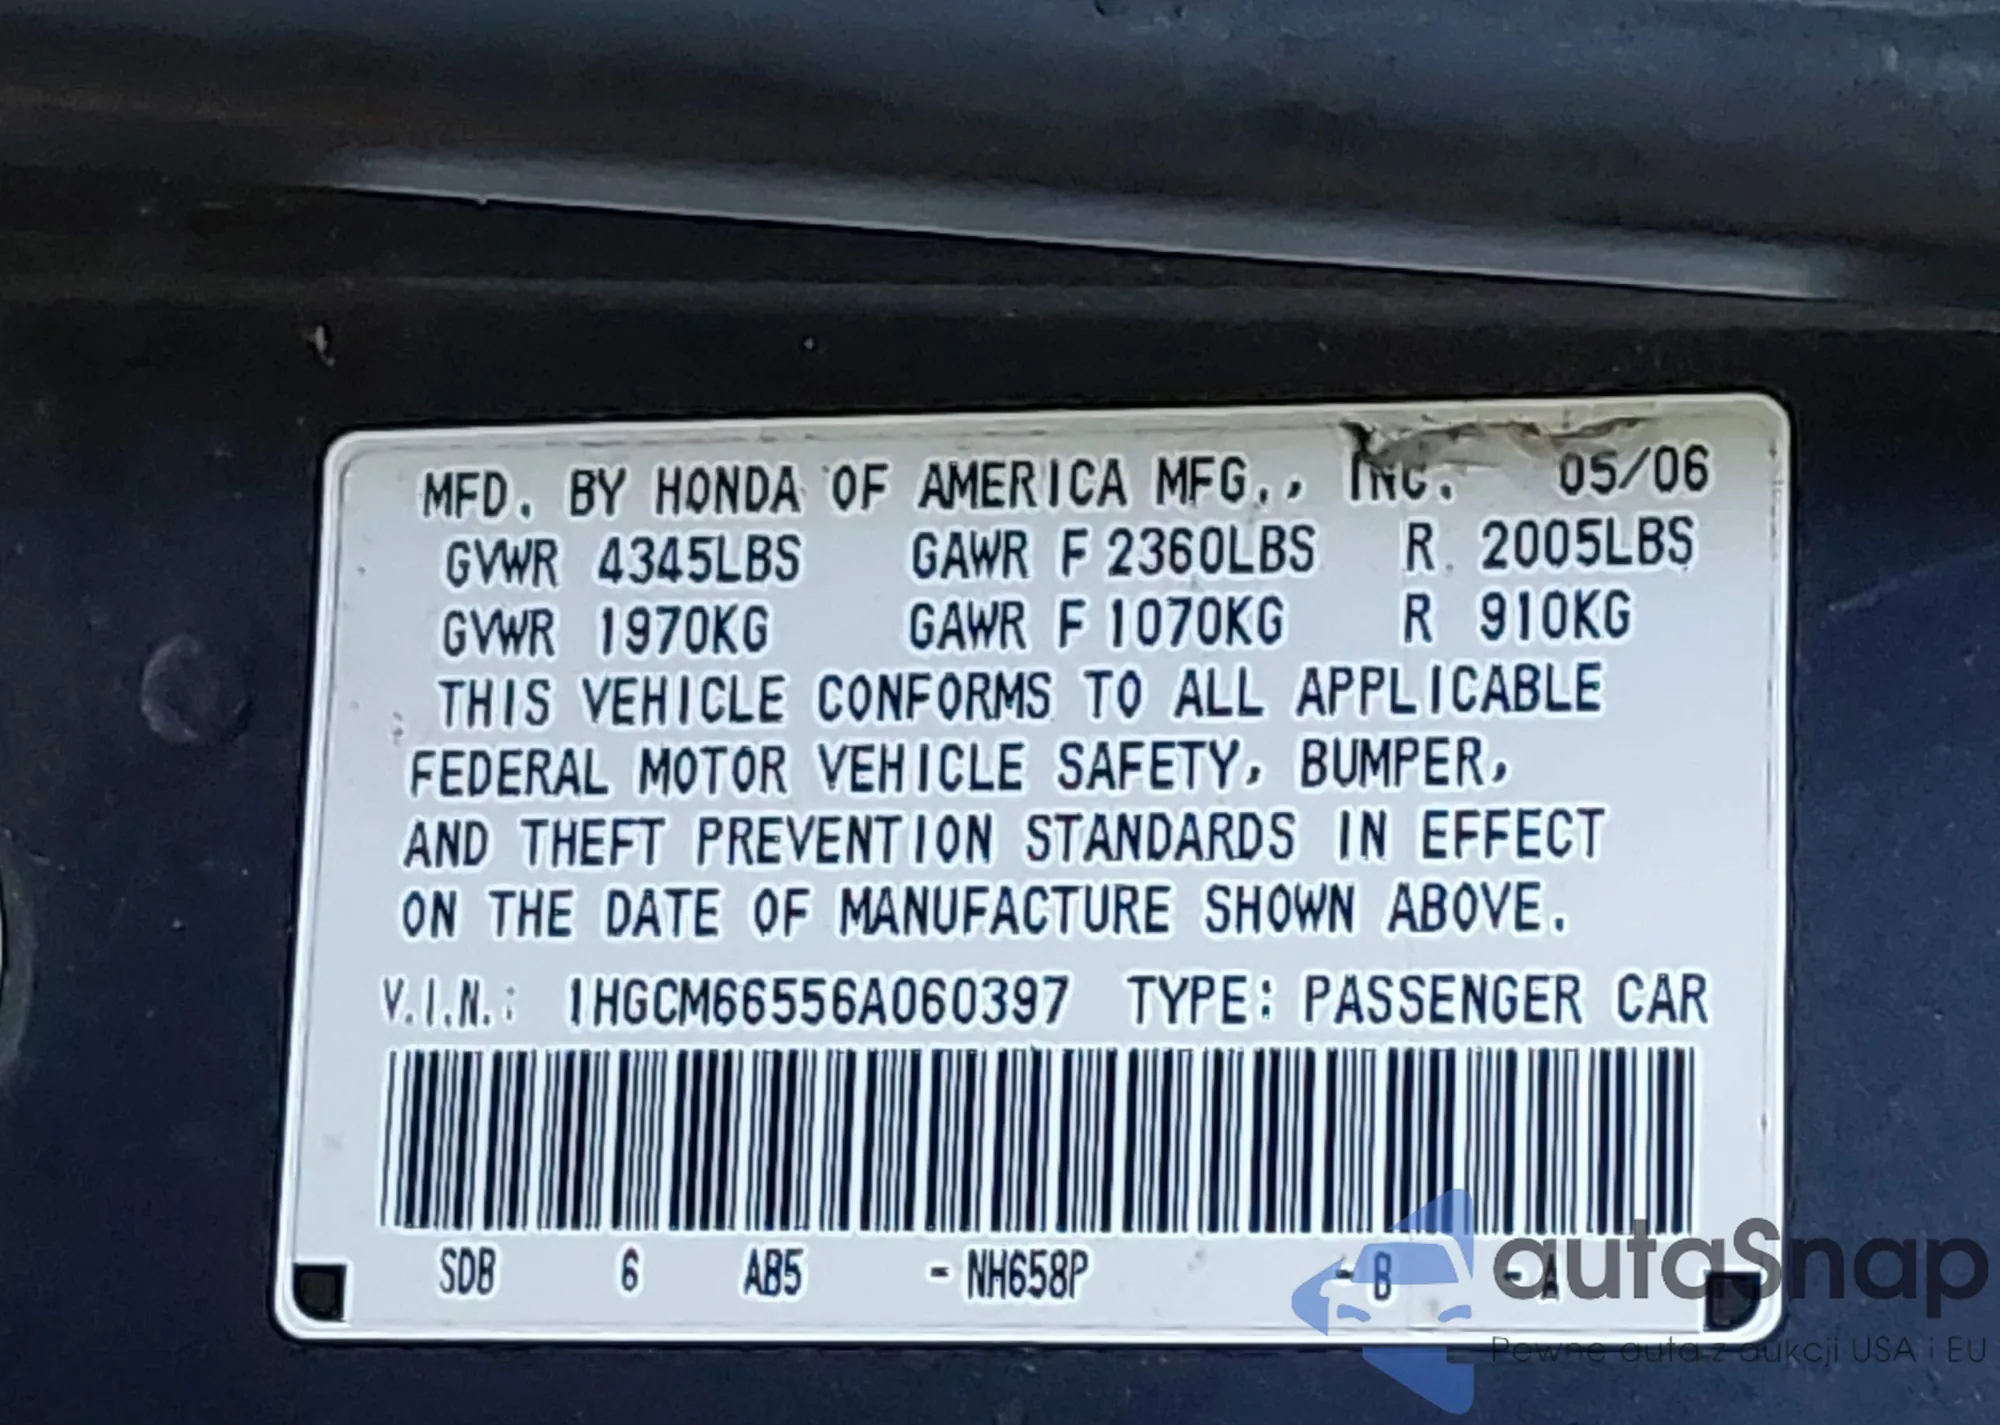 MFD. BY HONDA OF AMERICA MFG., INC. 05/06
GVWR 4345LBS GAWR F 2360LBS R 2005LBS
GVWR 1970KG GAWR F 1070KG R 910KG
THIS VEHICLE CONFORMS TO ALL APPLICABLE
FEDERAL MOTOR VEHICLE SAFETY, BUMPER,
AND THEFT PREVENTION STANDARDS IN EFFECT
ON THE DATE OF MANUFACTURE SHOWN ABOVE.
V.I.N.: 1HGCM66556A060397 TYPE: PASSENGER CAR
SDB 6 AB5 -NH658P -B -A
autaSnap
Pewne auta z aukcji USA i EU